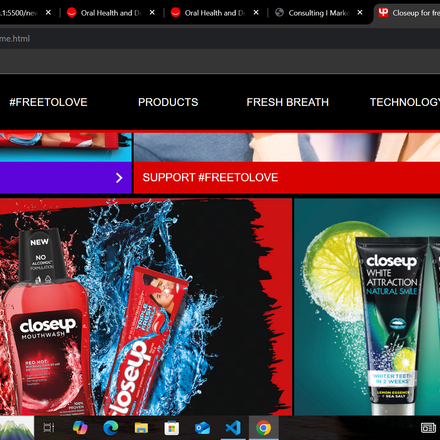 .1:5500/new
Oral Health and D
Oral Health and D
Consulting I Mark
Closeup for fre
me.html
#FREETOLOVE PRODUCTS FRESH BREATH TECHNOLOGY
SUPPORT #FREETOLOVE
NEW
NO
ALCOHOL
FORMULATION
closeup
MOUTHWASH
RED HOT
closeup
closeup
WHITE
ATTRACTION
NATURAL SMILE
WHITER TEETH
IN 2 WEEKS
LEMON ESSENCE
+ SEA SALT